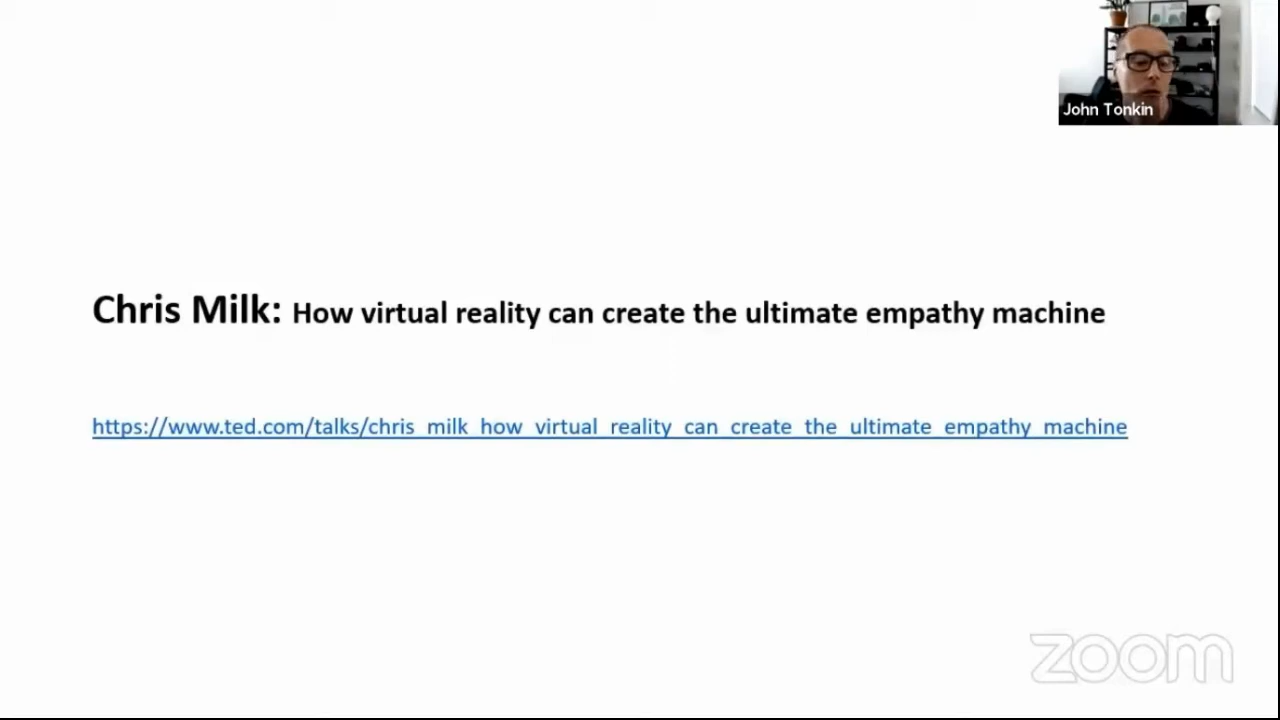 John Tonkin
Chris Milk: How virtual reality can create the ultimate empathy machine
https://www.ted.com/talks/chris_milk_how_virtual_reality_can_create_the_ultimate_empathy_machine
zoom